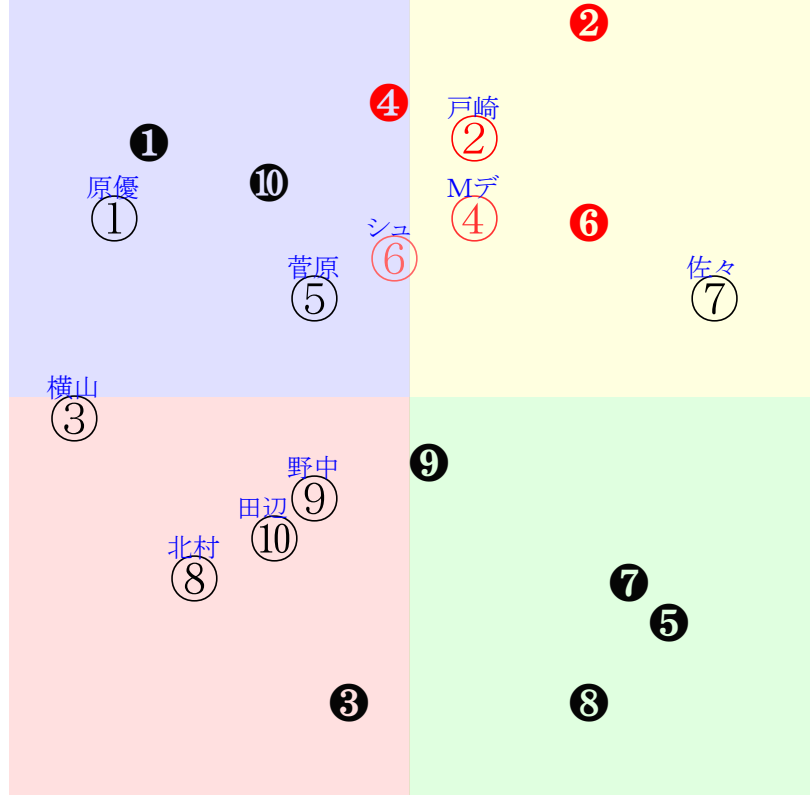 ❷
❹
戸崎
②
❶
❿
原優
①
Mデ
④
❻
シュ
⑥
菅原
⑤
佐々
⑦
横山
③
❾
野中
⑨
田辺
⑩
北村
⑧
❼
❺
❸
❽